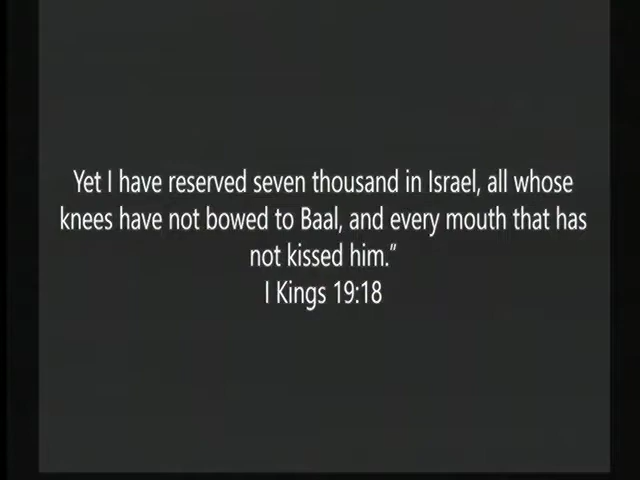 Yet I have reserved seven thousand in Israel, all whose
knees have not bowed to Baal, and every mouth that has
not kissed him.”
I Kings 19:18